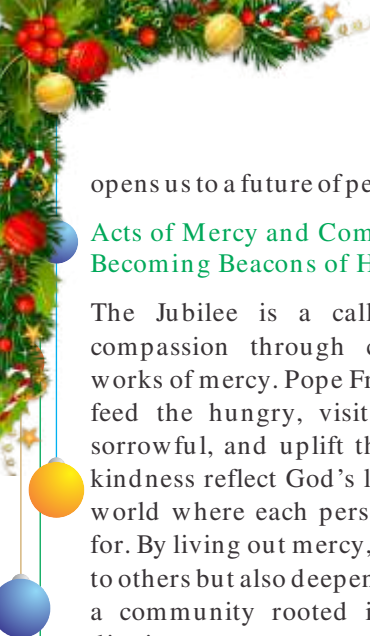 opens us to a future of pe
Acts of Mercy and Com
Becoming Beacons of H
The Jubilee is a call
compassion through c
works of mercy. Pope Fr
feed the hungry, visit
sorrowful, and uplift th
kindness reflect God's l
world where each pers
for. By living out mercy,
to others but also deepen
a community rooted i